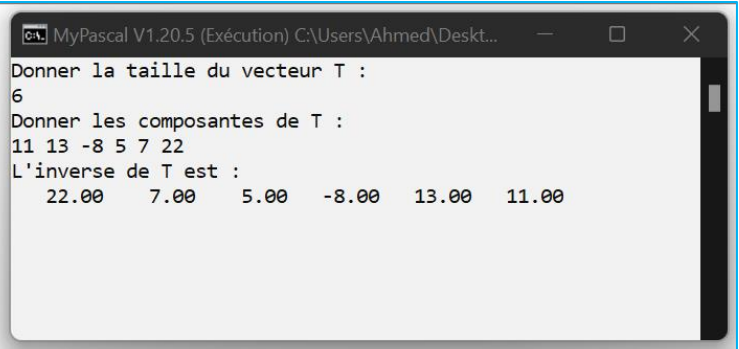 MyPascal V1.20.5 (Exécution) C:\Users\Ahmed\Deskt...
Donner la taille du vecteur T :
6
Donner les composantes de T :
11 13 -8 5 7 22
L'inverse de T est :
22.00 7.00 5.00 -8.00 13.00 11.00